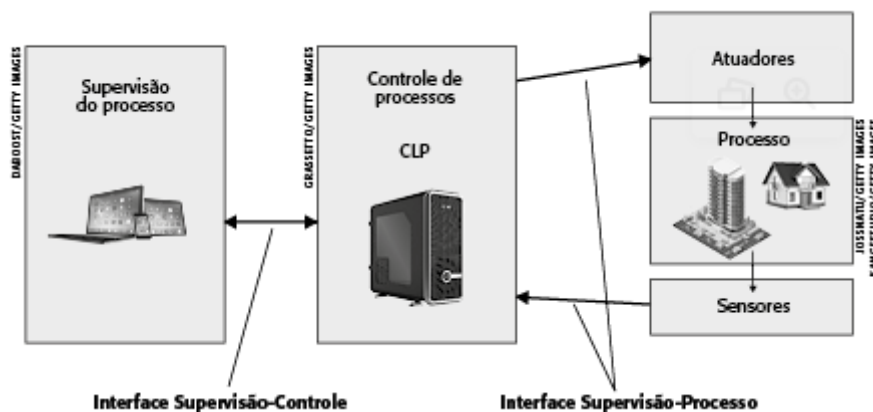 DABOOST/GETTY IMAGES
Supervisão
do processo
GRASSETTO/GETTY IMAGES
Controle de
processos
CLP
Atuadores
Processo
JOSSNATU/GETTY IMAGES
Sensores
Interface Supervisão-Controle
Interface Supervisão-Processo